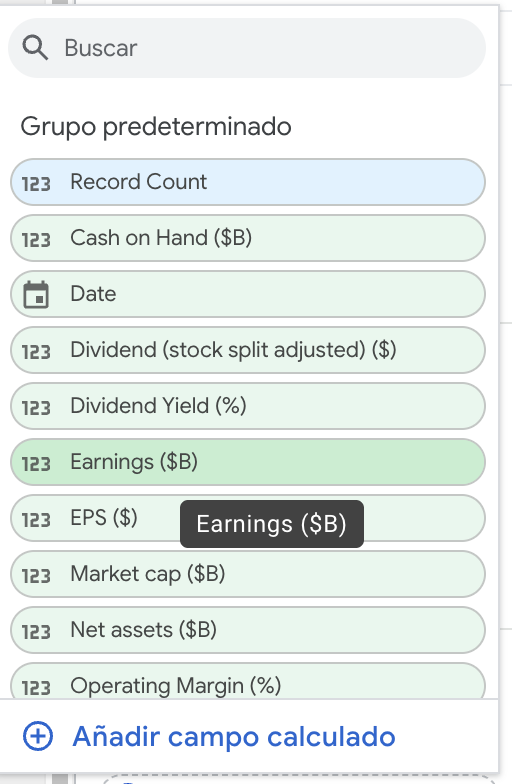 Buscar
Grupo predeterminado
123 Record Count
123 Cash on Hand ($B)
Date
123 Dividend (stock split adjusted) ($)
123 Dividend Yield (%)
123 Earnings ($B)
123 EPS ($)
Earnings ($B)
123 Market cap ($B)
123 Net assets ($B)
123 Operating Margin (%)
Añadir campo calculado